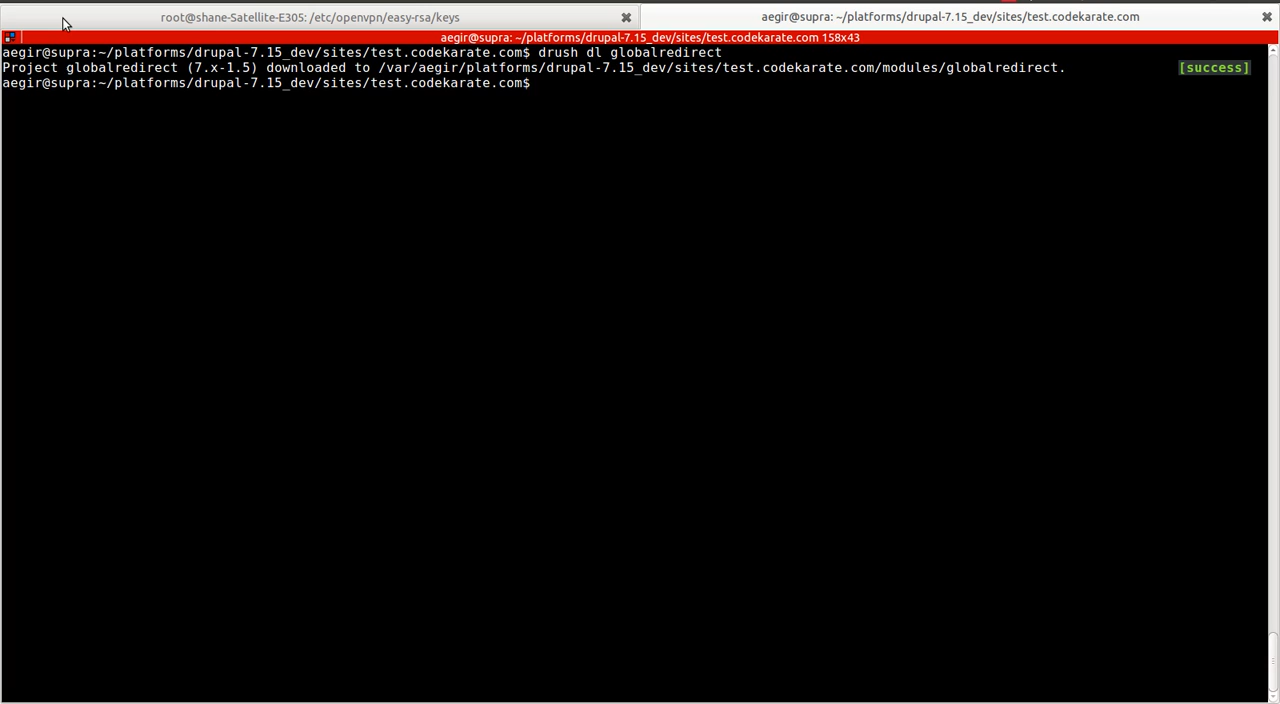 root@shane-Satellite-E305: /etc/openvpn/easy-rsa/keys
aegir@supra: ~/platforms/drupal-7.15_dev/sites/test.codekarate.com
aegir@supra: ~/platforms/drupal-7.15_dev/sites/test.codekarate.com 158x43
aegir@supra:~/platforms/drupal-7.15_dev/sites/test.codekarate.com$ drush dl globalredirect
Project globalredirect (7.x-1.5) downloaded to /var/aegir/platforms/drupal-7.15_dev/sites/test.codekarate.com/modules/globalredirect. [success]
aegir@supra:~/platforms/drupal-7.15_dev/sites/test.codekarate.com$